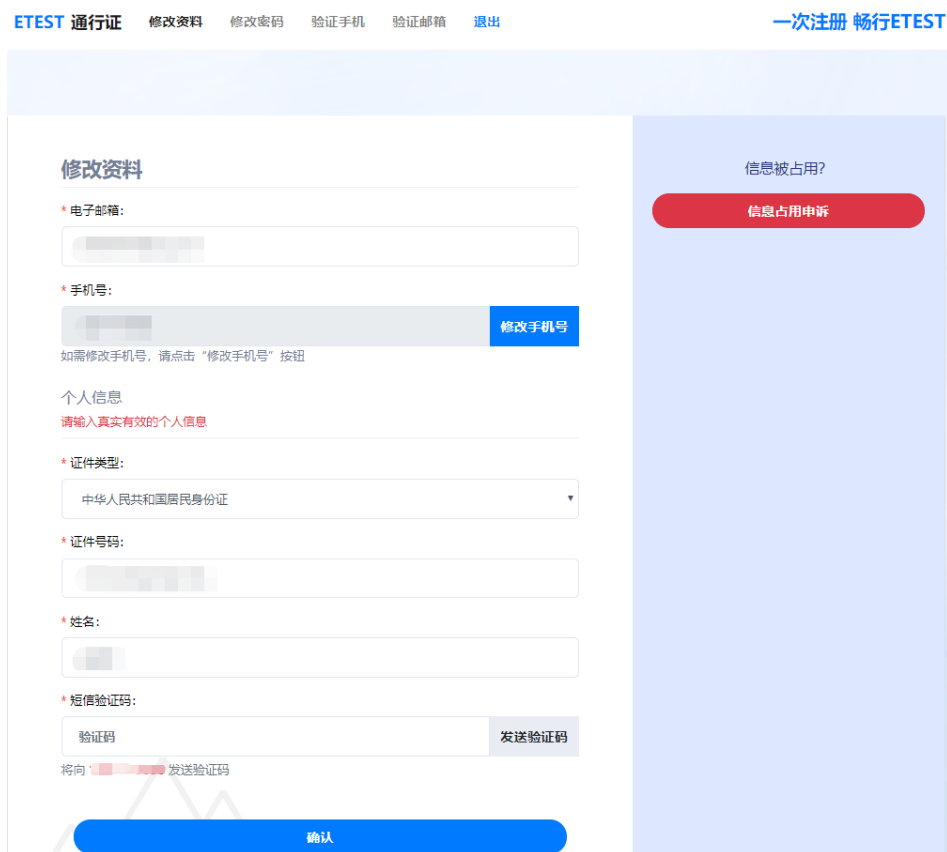 ETEST 通行证 修改资料 修改密码 验证手机 验证邮箱 退出 一次注册 畅行ETEST
修改资料
* 电子邮箱:
* 手机号:
修改手机号
如需修改手机号，请点击“修改手机号”按钮
个人信息
请输入真实有效的个人信息
* 证件类型:
中华人民共和国居民身份证
* 证件号码:
* 姓名:
* 短信验证码:
验证码 发送验证码
将向 发送验证码
确认
信息被占用?
信息占用申诉